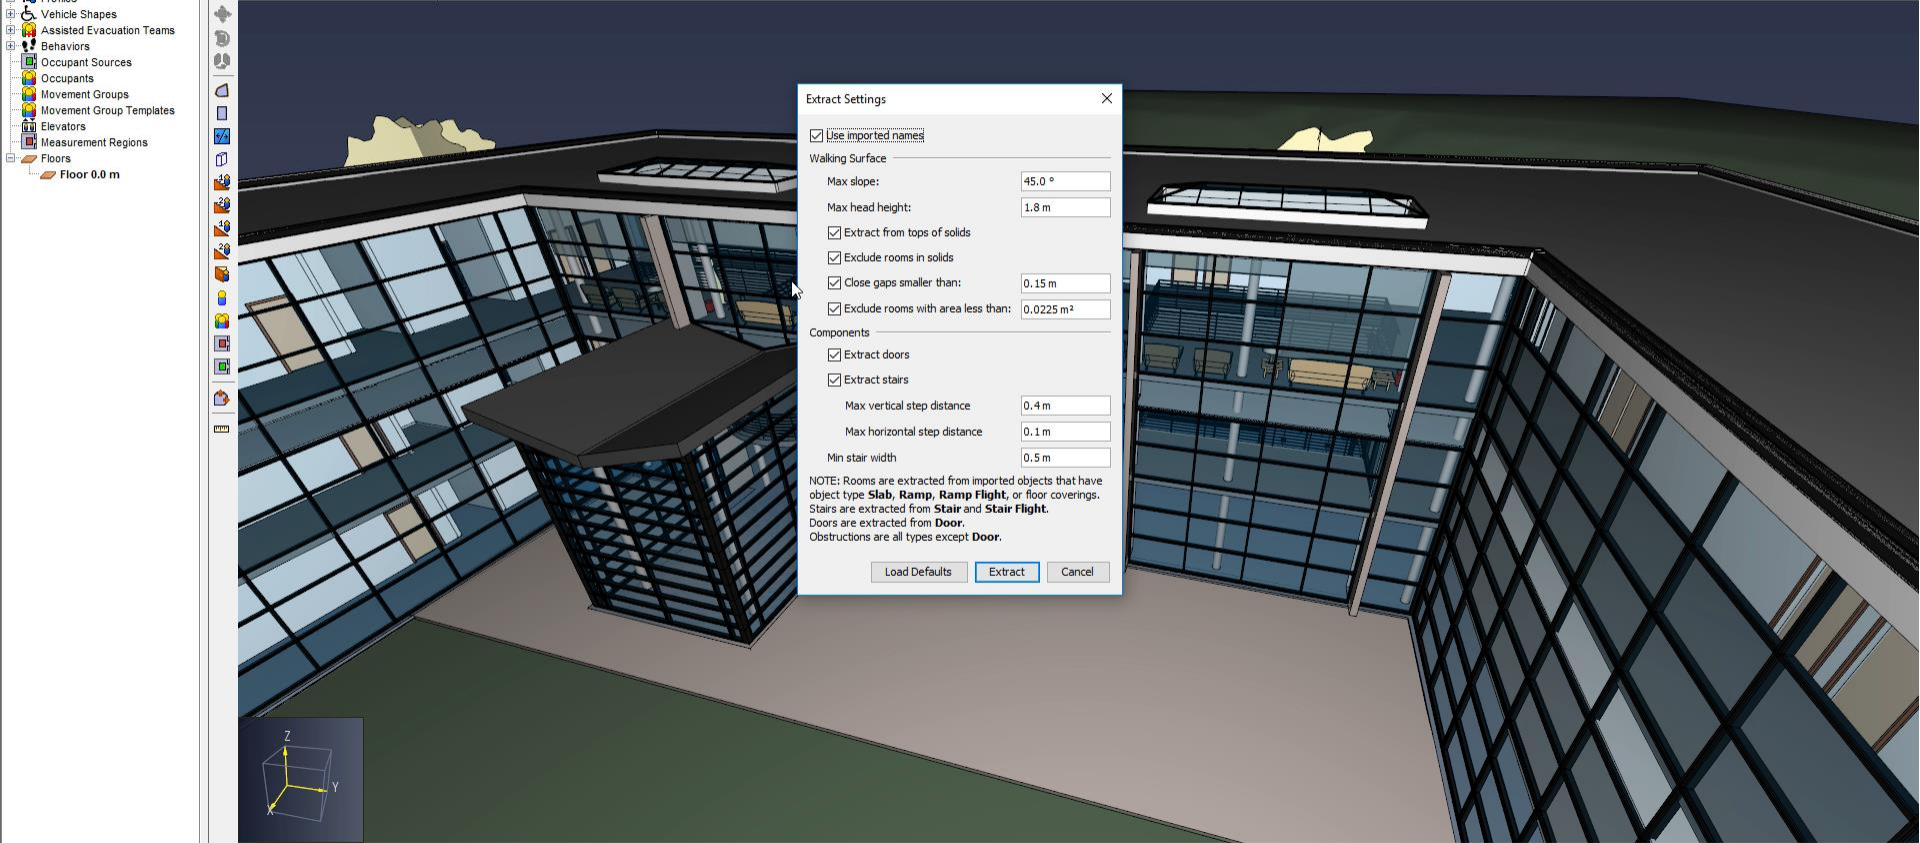 Vehicle Shapes
Assisted Evacuation Teams
Behaviors
Occupant Sources
Occupants
Movement Groups
Movement Group Templates
Elevators
Measurement Regions
Floors
Floor 0.0 m
Extract Settings
Use imported names
Walking Surface
Max slope: 45.0 °
Max head height: 1.8 m
Extract from tops of solids
Exclude rooms in solids
Close gaps smaller than: 0.15 m
Exclude rooms with area less than: 0.0225 m²
Components
Extract doors
Extract stairs
Max vertical step distance 0.4 m
Max horizontal step distance 0.1 m
Min stair width 0.5 m
NOTE: Rooms are extracted from imported objects that have
object type Slab, Ramp, Ramp Flight, or floor coverings.
Stairs are extracted from Stair and Stair Flight.
Doors are extracted from Door.
Obstructions are all types except Door.
Load Defaults Extract Cancel
Z
Y
X